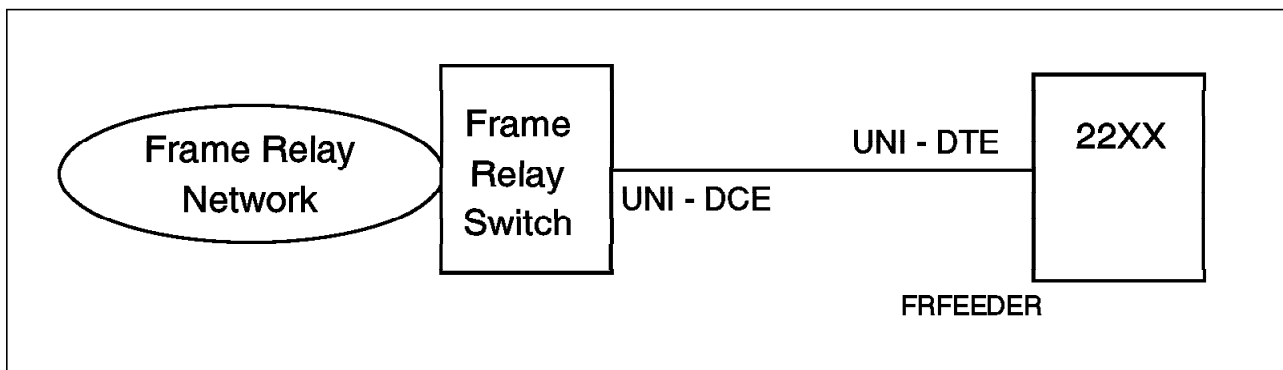 Frame Relay
Network
Frame
Relay
Switch
UNI - DCE
UNI - DTE
22XX
FRFEEDER